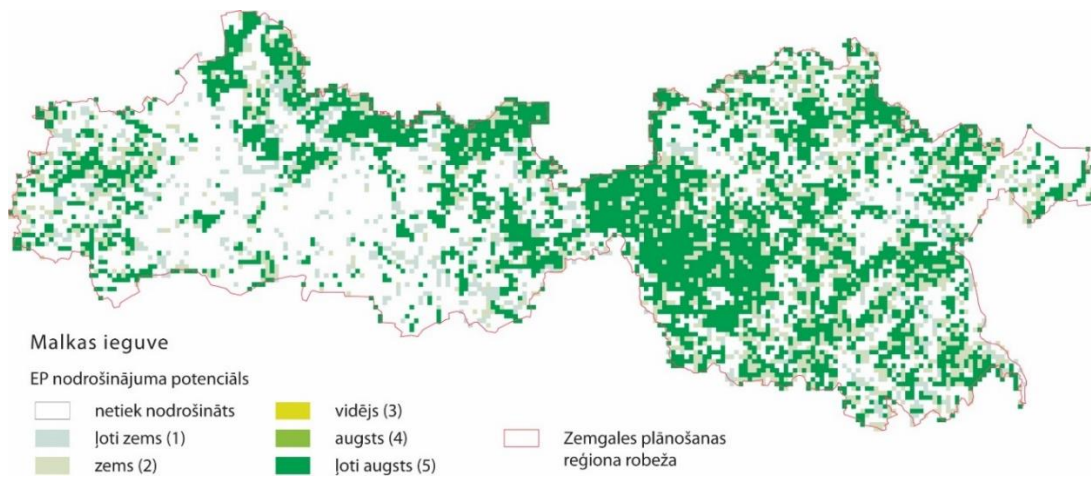 Malkas ieguve
EP nodrošinājuma potenciāls
netiek nodrošināts
ļoti zems (1)
zems (2)
vidējs (3)
augsts (4)
ļoti augsts (5)
Zemgales plānošanas
reģiona robeža